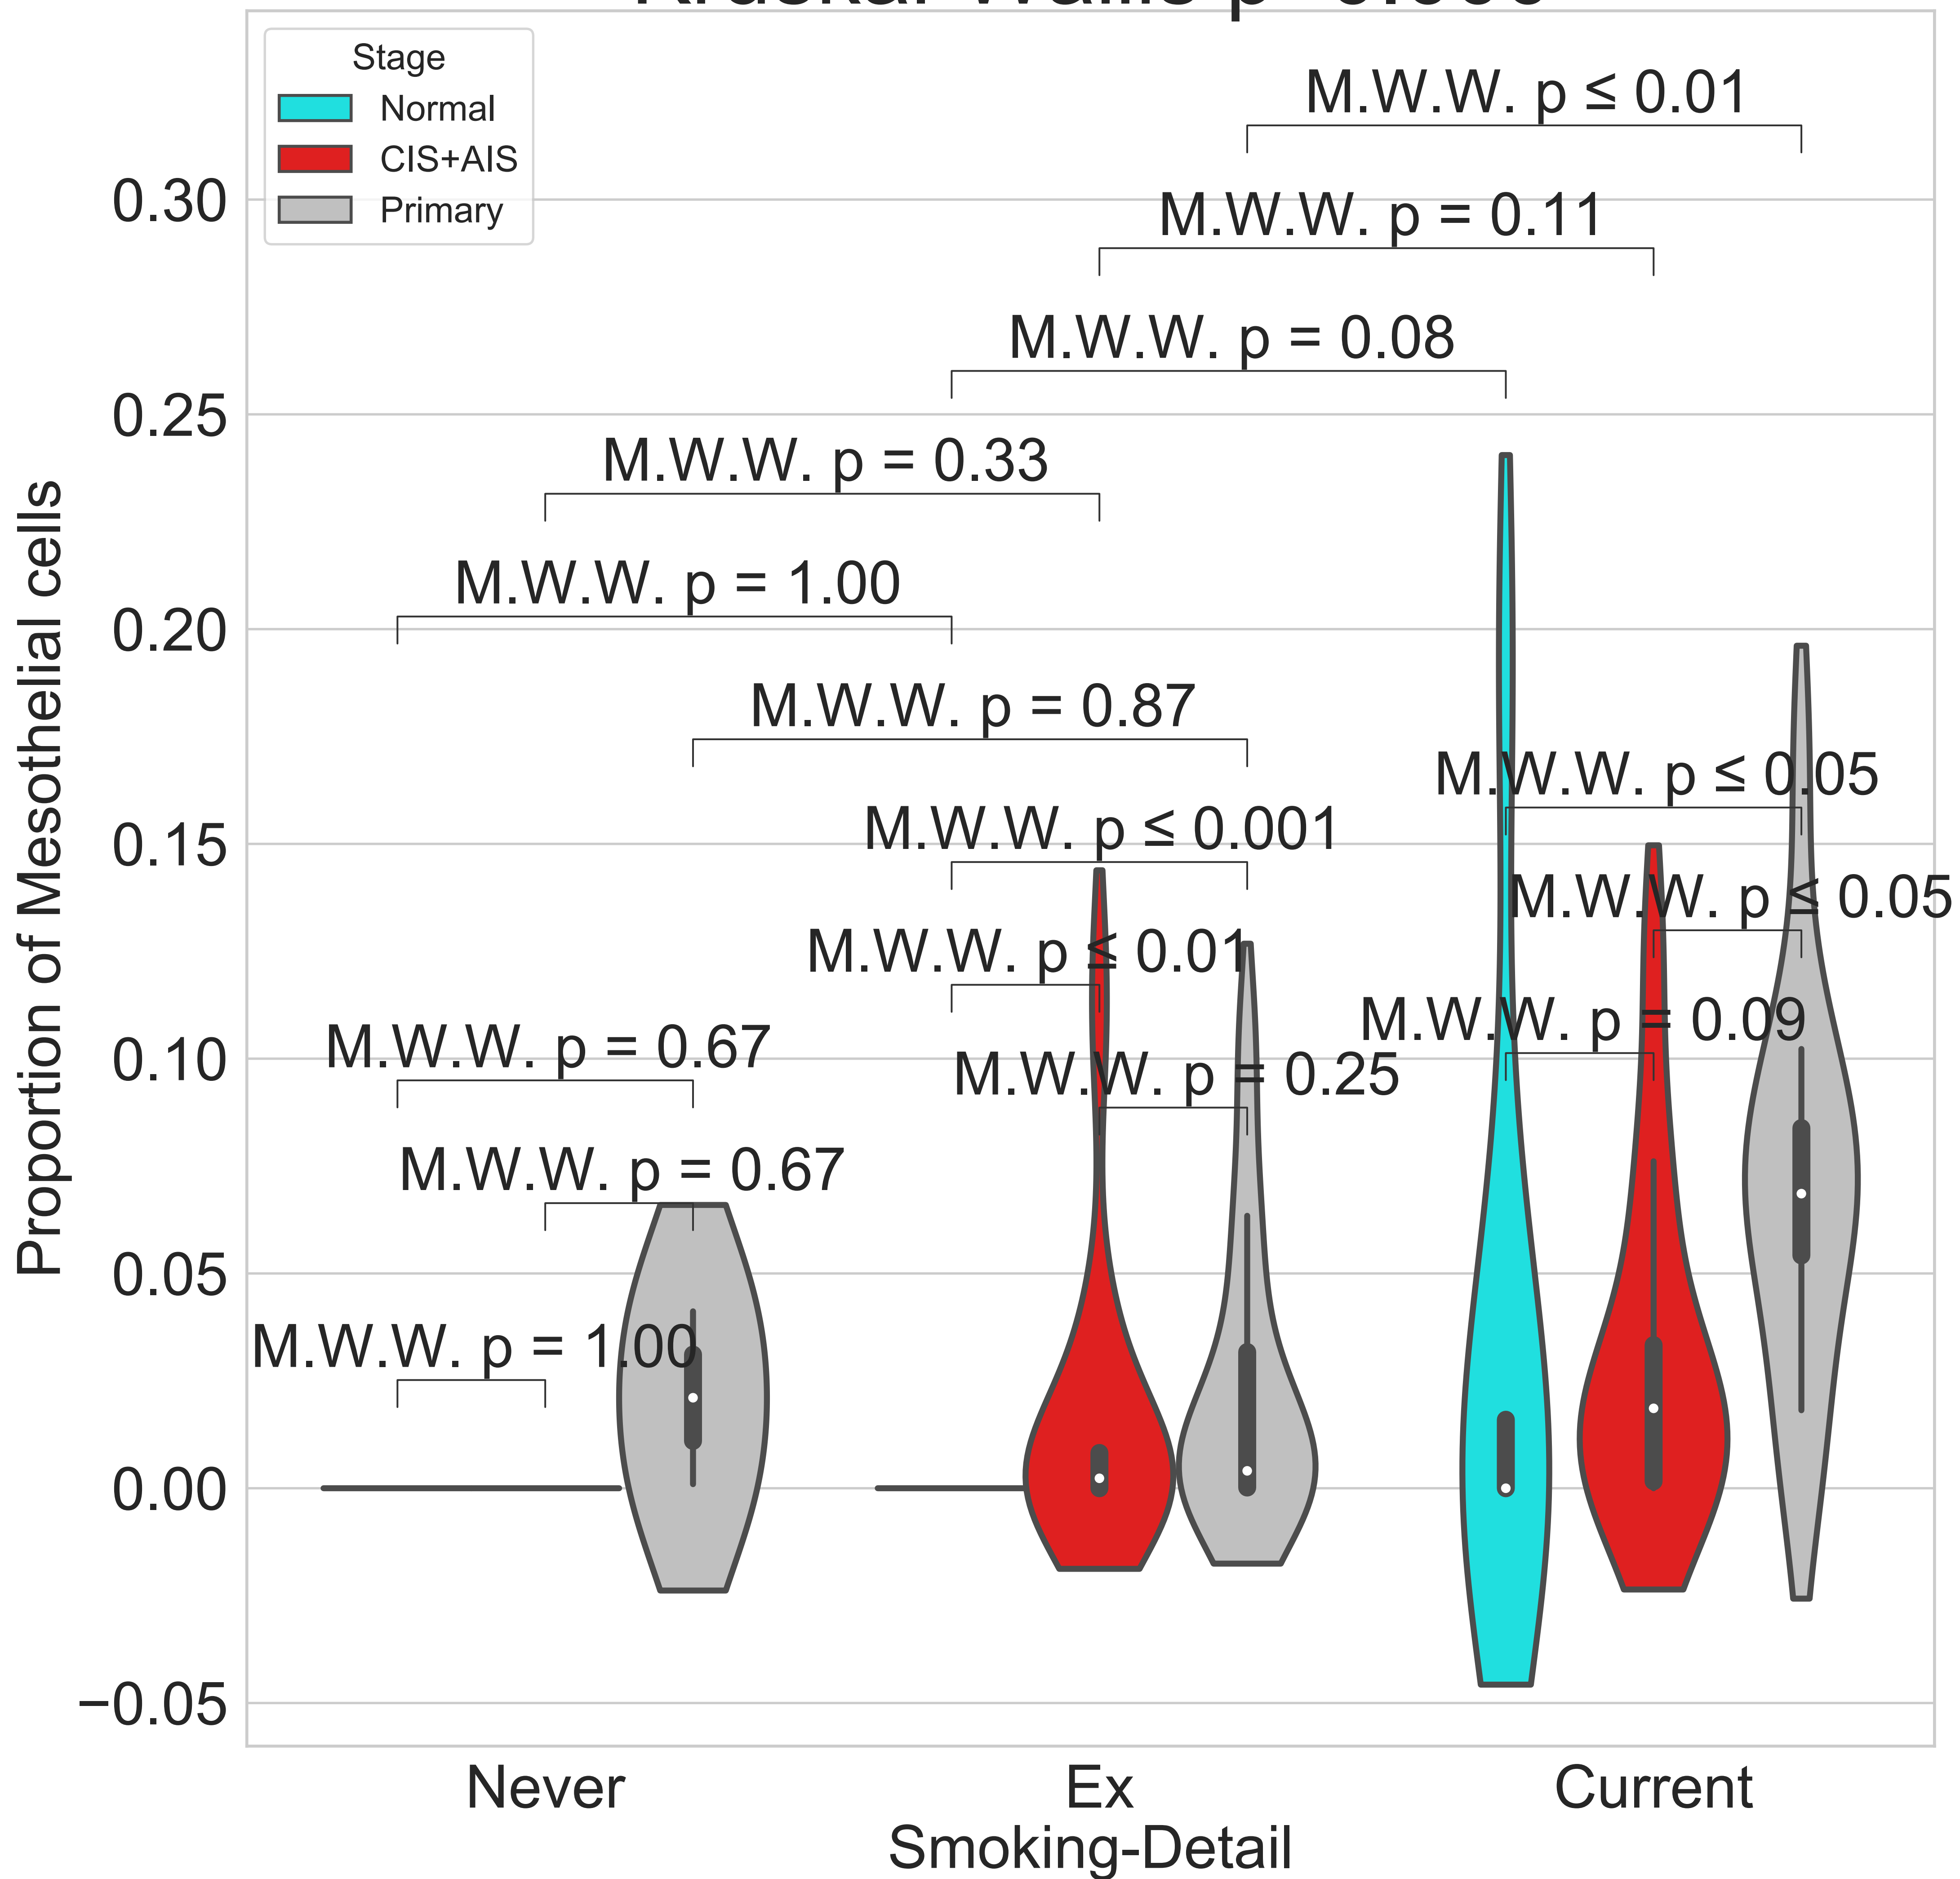 Stage
Normal
CIS+AIS
Primary
M.W.W. p ≤ 0.01
M.W.W. p = 0.11
M.W.W. p = 0.08
M.W.W. p = 0.33
M.W.W. p = 1.00
M.W.W. p = 0.87
M.W.W. p ≤ 0.05
M.W.W. p ≤ 0.001
M.W.W. p ≤ 0.05
M.W.W. p ≤ 0.01
M.W.W. p = 0.09
M.W.W. p = 0.67
M.W.W. p = 0.25
M.W.W. p = 0.67
M.W.W. p = 1.00
0.30
0.25
0.20
0.15
0.10
0.05
0.00
−0.05
Proportion of Mesothelial cells
Never
Ex
Current
Smoking-Detail